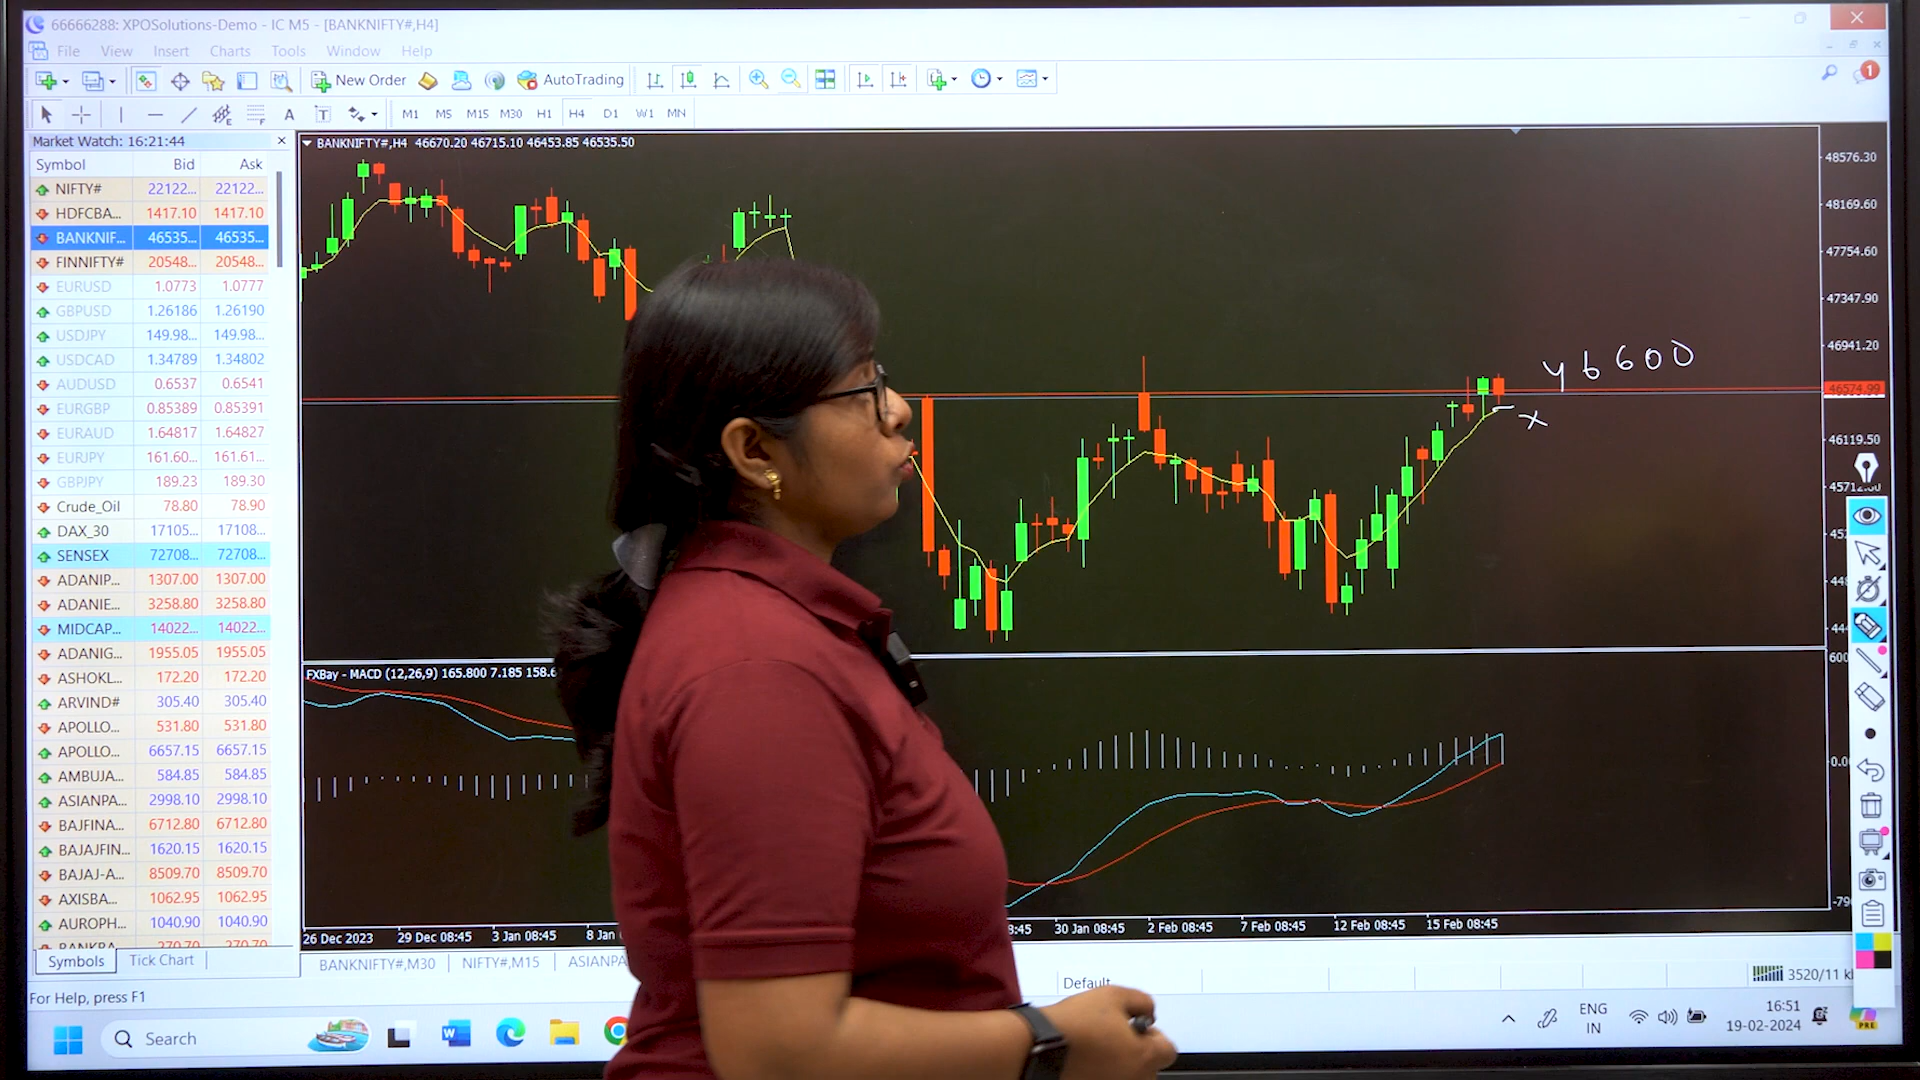 66666288: XPOSolutions-Demo - IC M5 - [BANKNIFTY#,H4]
File View Insert Charts Tools Window Help
New Order AutoTrading
M1 M5 M15 M30 H1 H4 D1 W1 MN
Market Watch: 16:21:44
Symbol Bid Ask
NIFTY# 22122... 22122...
HDFCBA... 1417.10 1417.10
BANKNIF... 46535... 46535...
FINNIFTY# 20548... 20548...
EURUSD 1.0773 1.0777
GBPUSD 1.26186 1.26190
USDJPY 149.98... 149.98...
USDCAD 1.34789 1.34802
AUDUSD 0.6537 0.6541
EURGBP 0.85389 0.85391
EURAUD 1.64817 1.64827
EURJPY 161.60... 161.61...
GBPJPY 189.23 189.30
Crude_Oil 78.80 78.90
DAX_30 17105... 17108...
SENSEX 72708... 72708...
ADANIP... 1307.00 1307.00
ADANIE... 3258.80 3258.80
MIDCAP... 14022... 14022...
ADANIG... 1955.05 1955.05
ASHOKL... 172.20 172.20
ARVIND# 305.40 305.40
APOLLO... 531.80 531.80
APOLLO... 6657.15 6657.15
AMBUJA... 584.85 584.85
ASIANPA... 2998.10 2998.10
BAJFINA... 6712.80 6712.80
BAJAJFIN... 1620.15 1620.15
BAJAJ-A... 8509.70 8509.70
AXISBA... 1062.95 1062.95
AUROPH... 1040.90 1040.90
BANKBA... 270.70 270.70
Symbols Tick Chart
For Help, press F1
BANKNIFTY#,H4 46670.20 46715.10 46453.85 46535.50
48576.30
48169.60
47754.60
47347.90
46941.20
46574.99
46119.50
46600
x
FXBay - MACD (12,26,9) 165.800 7.185 158.6
600
26 Dec 2023 29 Dec 08:45 3 Jan 08:45 8 Jan 8:45 30 Jan 08:45 2 Feb 08:45 7 Feb 08:45 12 Feb 08:45 15 Feb 08:45
BANKNIFTY#,M30 NIFTY#,M15 ASIANPA
Default
3520/11 k
Search
ENG
IN
16:51
19-02-2024
PRE
1